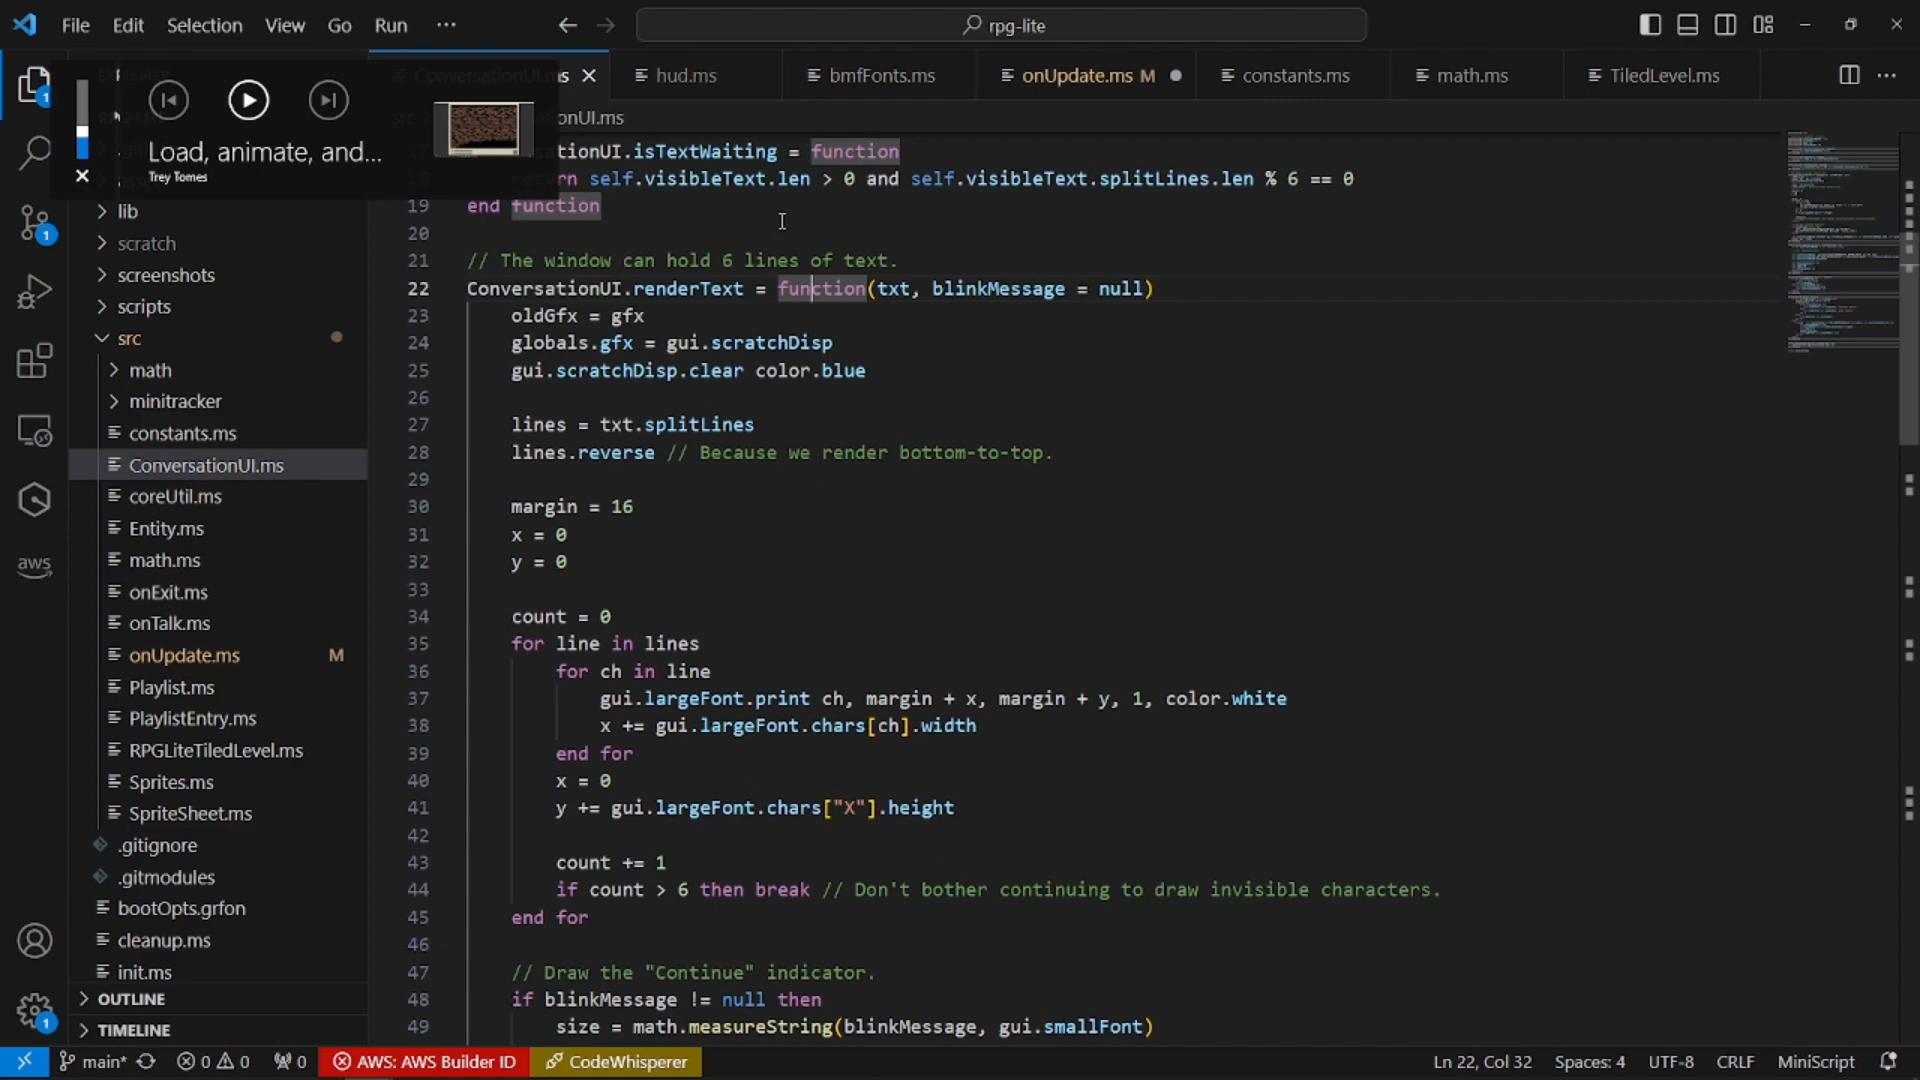 File Edit Selection View Go Run ...
rpg-lite
hud.ms bmfFonts.ms onUpdate.ms M constants.ms math.ms TiledLevel.ms
Load, animate, and...
Trey Tomes
lib
scratch
screenshots
scripts
src
math
minitracker
constants.ms
ConversationUI.ms
coreUtil.ms
Entity.ms
math.ms
onExit.ms
onTalk.ms
onUpdate.ms M
Playlist.ms
PlaylistEntry.ms
RPGLiteTiledLevel.ms
Sprites.ms
SpriteSheet.ms
.gitignore
.gitmodules
bootOpts.grfon
cleanup.ms
init.ms
OUTLINE
TIMELINE
aws
onUI.ms
tionUI.isTextWaiting = function
rn self.visibleText.len > 0 and self.visibleText.splitLines.len % 6 == 0
19 end function
20
21 // The window can hold 6 lines of text.
22 ConversationUI.renderText = function(txt, blinkMessage = null)
23 oldGfx = gfx
24 globals.gfx = gui.scratchDisp
25 gui.scratchDisp.clear color.blue
26
27 lines = txt.splitLines
28 lines.reverse // Because we render bottom-to-top.
29
30 margin = 16
31 x = 0
32 y = 0
33
34 count = 0
35 for line in lines
36 for ch in line
37 gui.largeFont.print ch, margin + x, margin + y, 1, color.white
38 x += gui.largeFont.chars[ch].width
39 end for
40 x = 0
41 y += gui.largeFont.chars["X"].height
42
43 count += 1
44 if count > 6 then break // Don't bother continuing to draw invisible characters.
45 end for
46
47 // Draw the "Continue" indicator.
48 if blinkMessage != null then
49 size = math.measureString(blinkMessage, gui.smallFont)
main* 0 0 0 AWS: AWS Builder ID CodeWhisperer Ln 22, Col 32 Spaces: 4 UTF-8 CRLF MiniScript